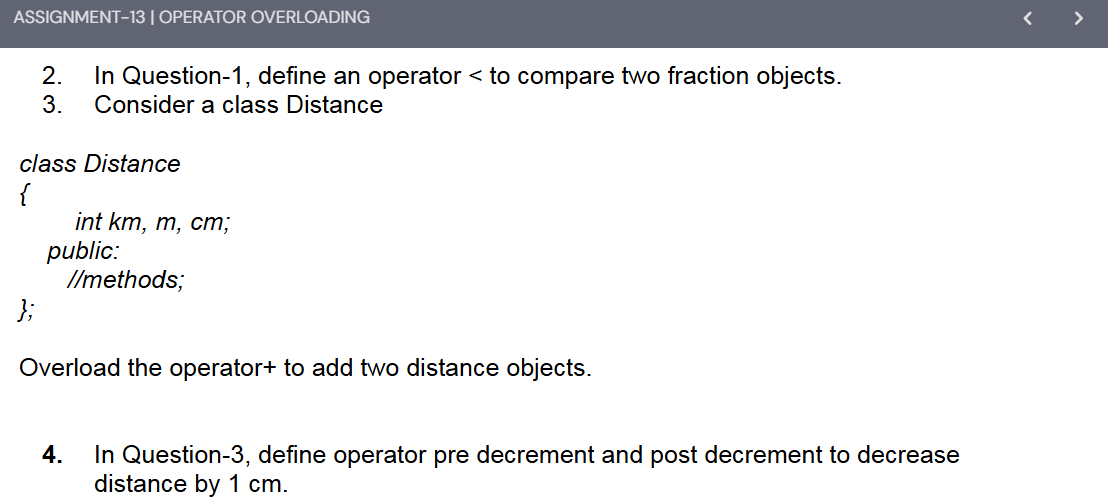 ASSIGNMENT-13 | OPERATOR OVERLOADING
2. In Question-1, define an operator < to compare two fraction objects.
3. Consider a class Distance
class Distance
{
int km, m, cm;
public:
//methods;
};
Overload the operator+ to add two distance objects.
4. In Question-3, define operator pre decrement and post decrement to decrease
distance by 1 cm.